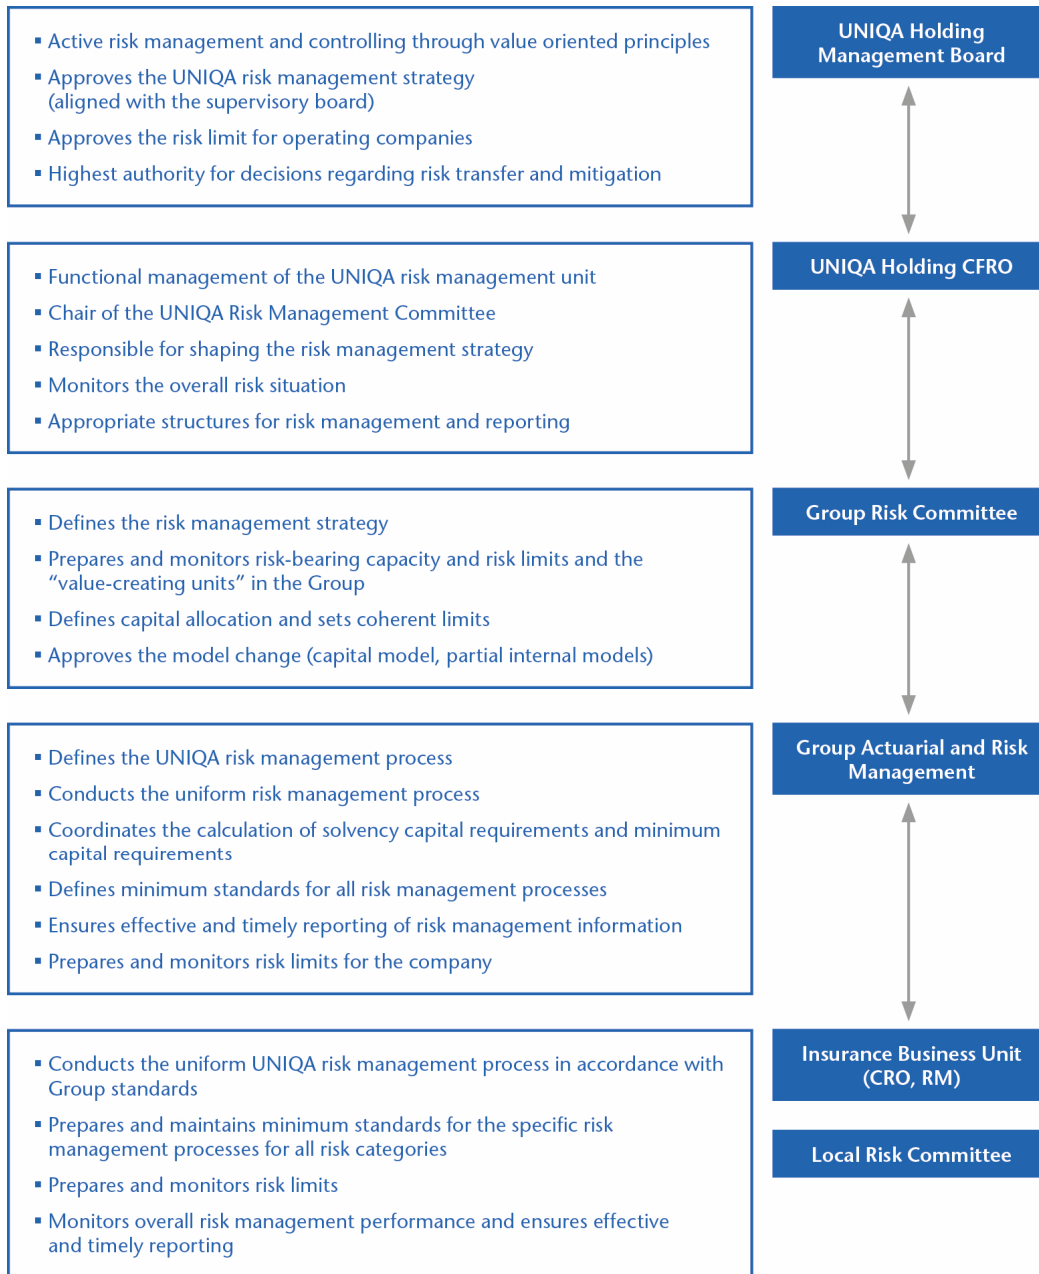 ▪ Active risk management and controlling through value oriented principles
▪ Approves the UNIQA risk management strategy
(aligned with the supervisory board)
▪ Approves the risk limit for operating companies
▪ Highest authority for decisions regarding risk transfer and mitigation
UNIQA Holding
Management Board
▪ Functional management of the UNIQA risk management unit
▪ Chair of the UNIQA Risk Management Committee
▪ Responsible for shaping the risk management strategy
▪ Monitors the overall risk situation
▪ Appropriate structures for risk management and reporting
UNIQA Holding CFRO
▪ Defines the risk management strategy
▪ Prepares and monitors risk-bearing capacity and risk limits and the
“value-creating units” in the Group
▪ Defines capital allocation and sets coherent limits
▪ Approves the model change (capital model, partial internal models)
Group Risk Committee
▪ Defines the UNIQA risk management process
▪ Conducts the uniform risk management process
▪ Coordinates the calculation of solvency capital requirements and minimum
capital requirements
▪ Defines minimum standards for all risk management processes
▪ Ensures effective and timely reporting of risk management information
▪ Prepares and monitors risk limits for the company
Group Actuarial and Risk
Management
▪ Conducts the uniform UNIQA risk management process in accordance with
Group standards
▪ Prepares and maintains minimum standards for the specific risk
management processes for all risk categories
▪ Prepares and monitors risk limits
▪ Monitors overall risk management performance and ensures effective
and timely reporting
Insurance Business Unit
(CRO, RM)
Local Risk Committee